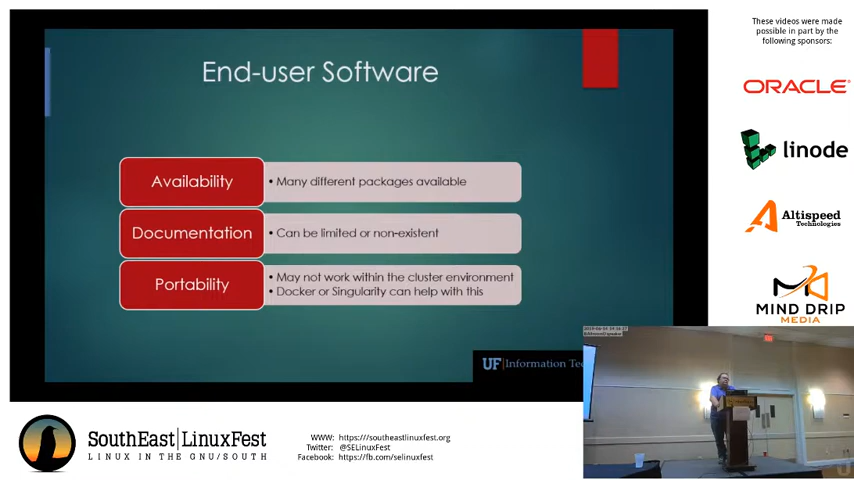 These videos were made
possible in part by the
following sponsors:
ORACLE
linode
Altispeed
Technologies
MIND DRIP
MEDIA
End-user Software
Availability
• Many different packages available
Documentation
• Can be limited or non-existent
Portability
• May not work within the cluster environment
• Docker or Singularity can help with this
UF Information Te
SouthEast LinuxFest
LINUX IN THE GNU/SOUTH
WWW: https://southeastlinuxfest.org
Twitter: @SELinuxFest
Facebook: https://fb.com/selinuxfest